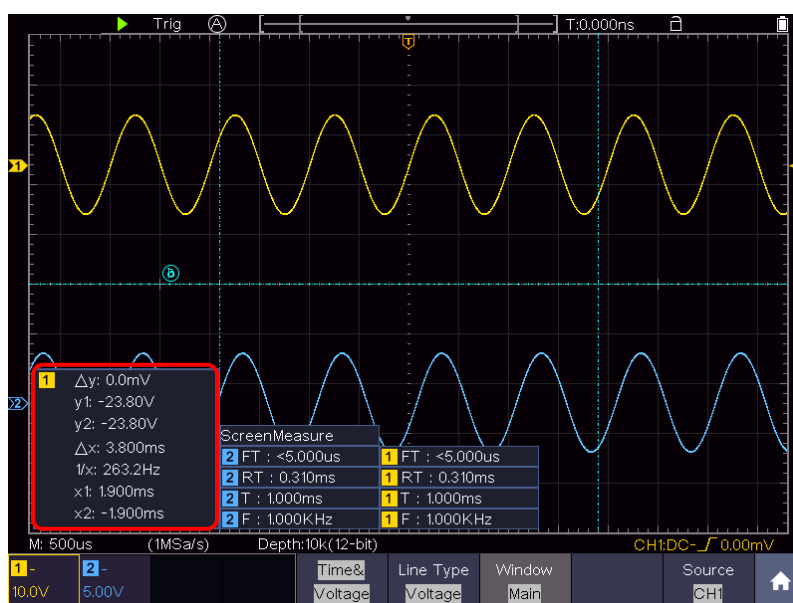 Trig A T:0.000ns
T
1
a
b
2
1 △y: 0.0mV
y1: -23.80V
y2: -23.80V
△x: 3.800ms
1/x: 263.2Hz
x1: 1.900ms
x2: -1.900ms
ScreenMeasure
2 FT : <5.000us 1 FT : <5.000us
2 RT : 0.310ms 1 RT : 0.310ms
2 T : 1.000ms 1 T : 1.000ms
2 F : 1.000KHz 1 F : 1.000KHz
M: 500us (1MSa/s) Depth:10k(12-bit) CH1:DC- 0.00mV
1 - 2 - Time& Line Type Window Source
10.0V 5.00V Voltage Voltage Main CH1